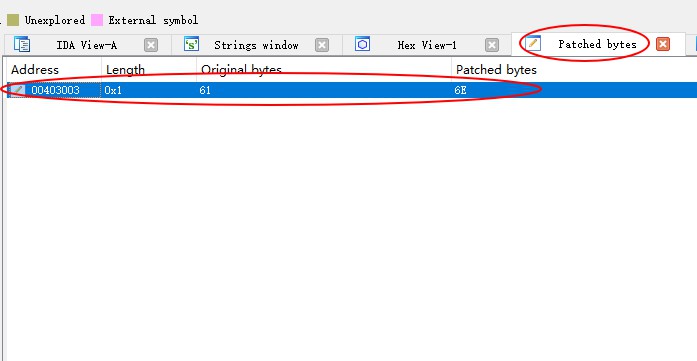 Unexplored External symbol
IDA View-A Strings window Hex View-1 Patched bytes
Address Length Original bytes Patched bytes
00403003 0x1 61 6E